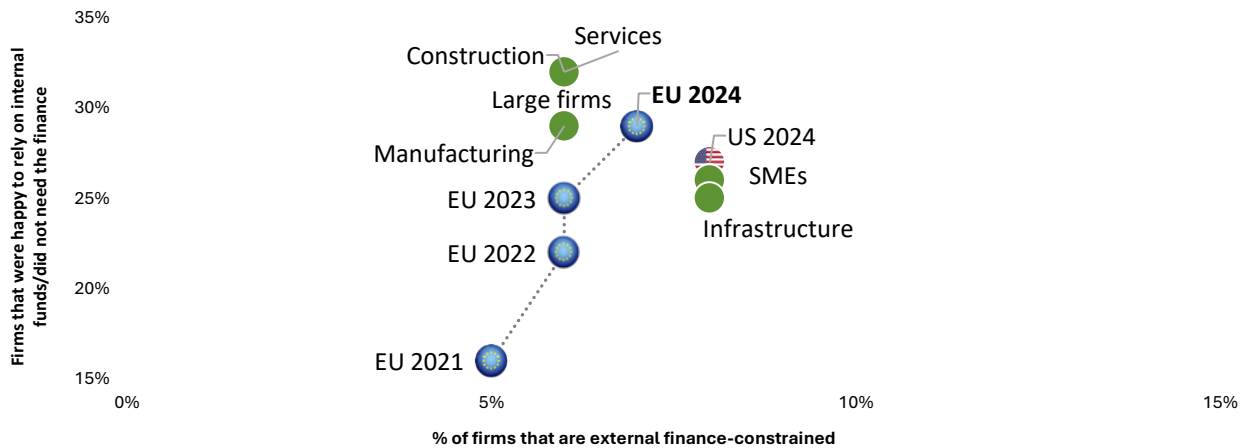 Firms that were happy to rely on internal
funds/did not need the finance
35%
30%
25%
20%
15%
Services
Construction
Large firms
EU 2024
Manufacturing
US 2024
SMEs
EU 2023
Infrastructure
EU 2022
EU 2021
0%
5%
10%
15%
% of firms that are external finance-constrained